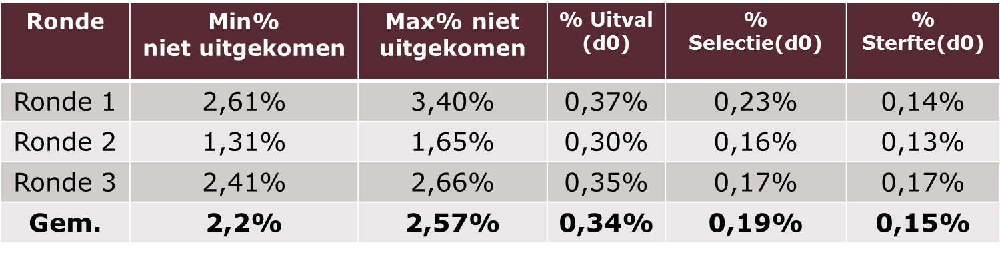 Ronde Min% niet uitgekomen Max% niet uitgekomen % Uitval (d0) % Selectie(d0) % Sterfte(d0)
Ronde 1 2,61% 3,40% 0,37% 0,23% 0,14%
Ronde 2 1,31% 1,65% 0,30% 0,16% 0,13%
Ronde 3 2,41% 2,66% 0,35% 0,17% 0,17%
Gem. 2,2% 2,57% 0,34% 0,19% 0,15%